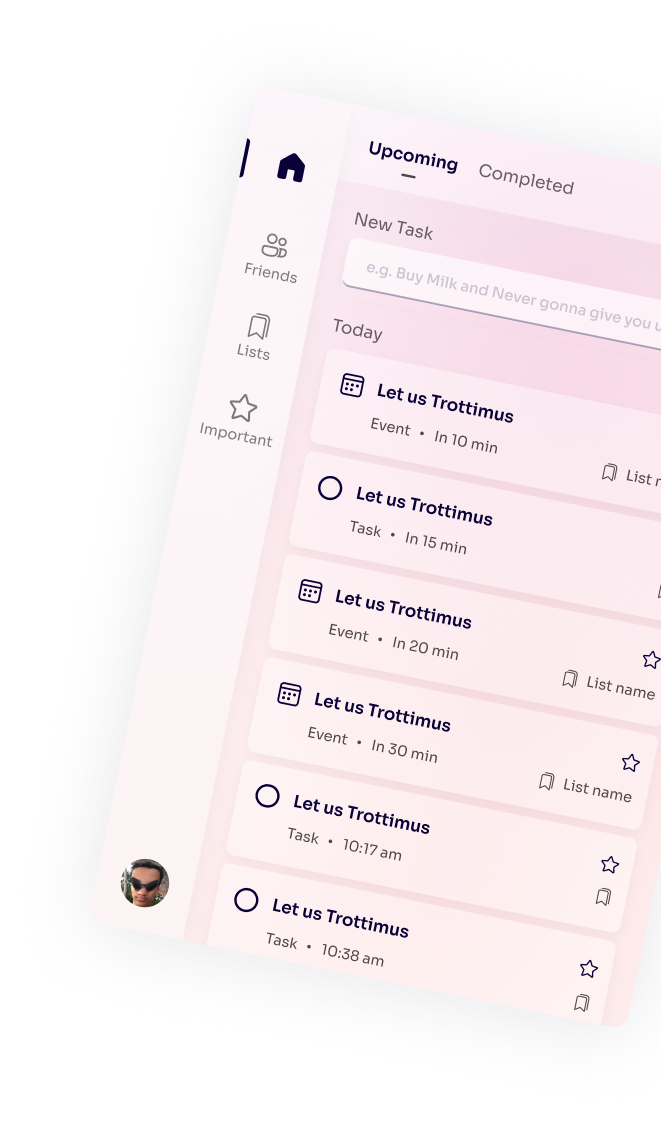 Upcoming
Completed
Friends
Lists
Important
New Task
e.g. Buy Milk and Never gonna give you
Today
Let us Trottimus
Event • In 10 min
List
Let us Trottimus
Task • In 15 min
Let us Trottimus
Event • In 20 min
List name
Let us Trottimus
Event • In 30 min
List name
Let us Trottimus
Task • 10:17 am
Let us Trottimus
Task • 10:38 am